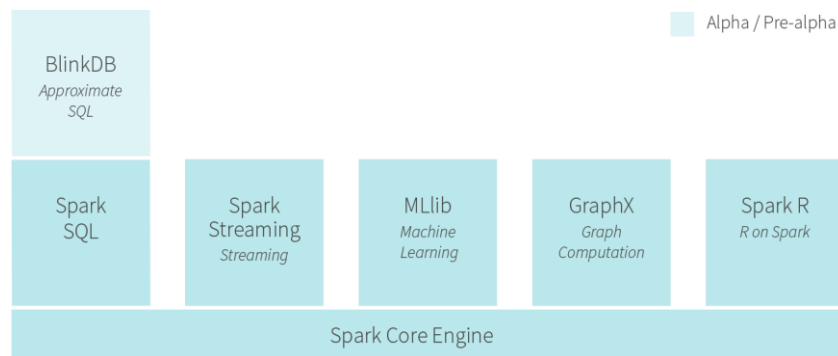 Alpha / Pre-alpha
BlinkDB
Approximate
SQL
Spark
SQL
Spark
Streaming
Streaming
MLlib
Machine
Learning
GraphX
Graph
Computation
Spark R
R on Spark
Spark Core Engine